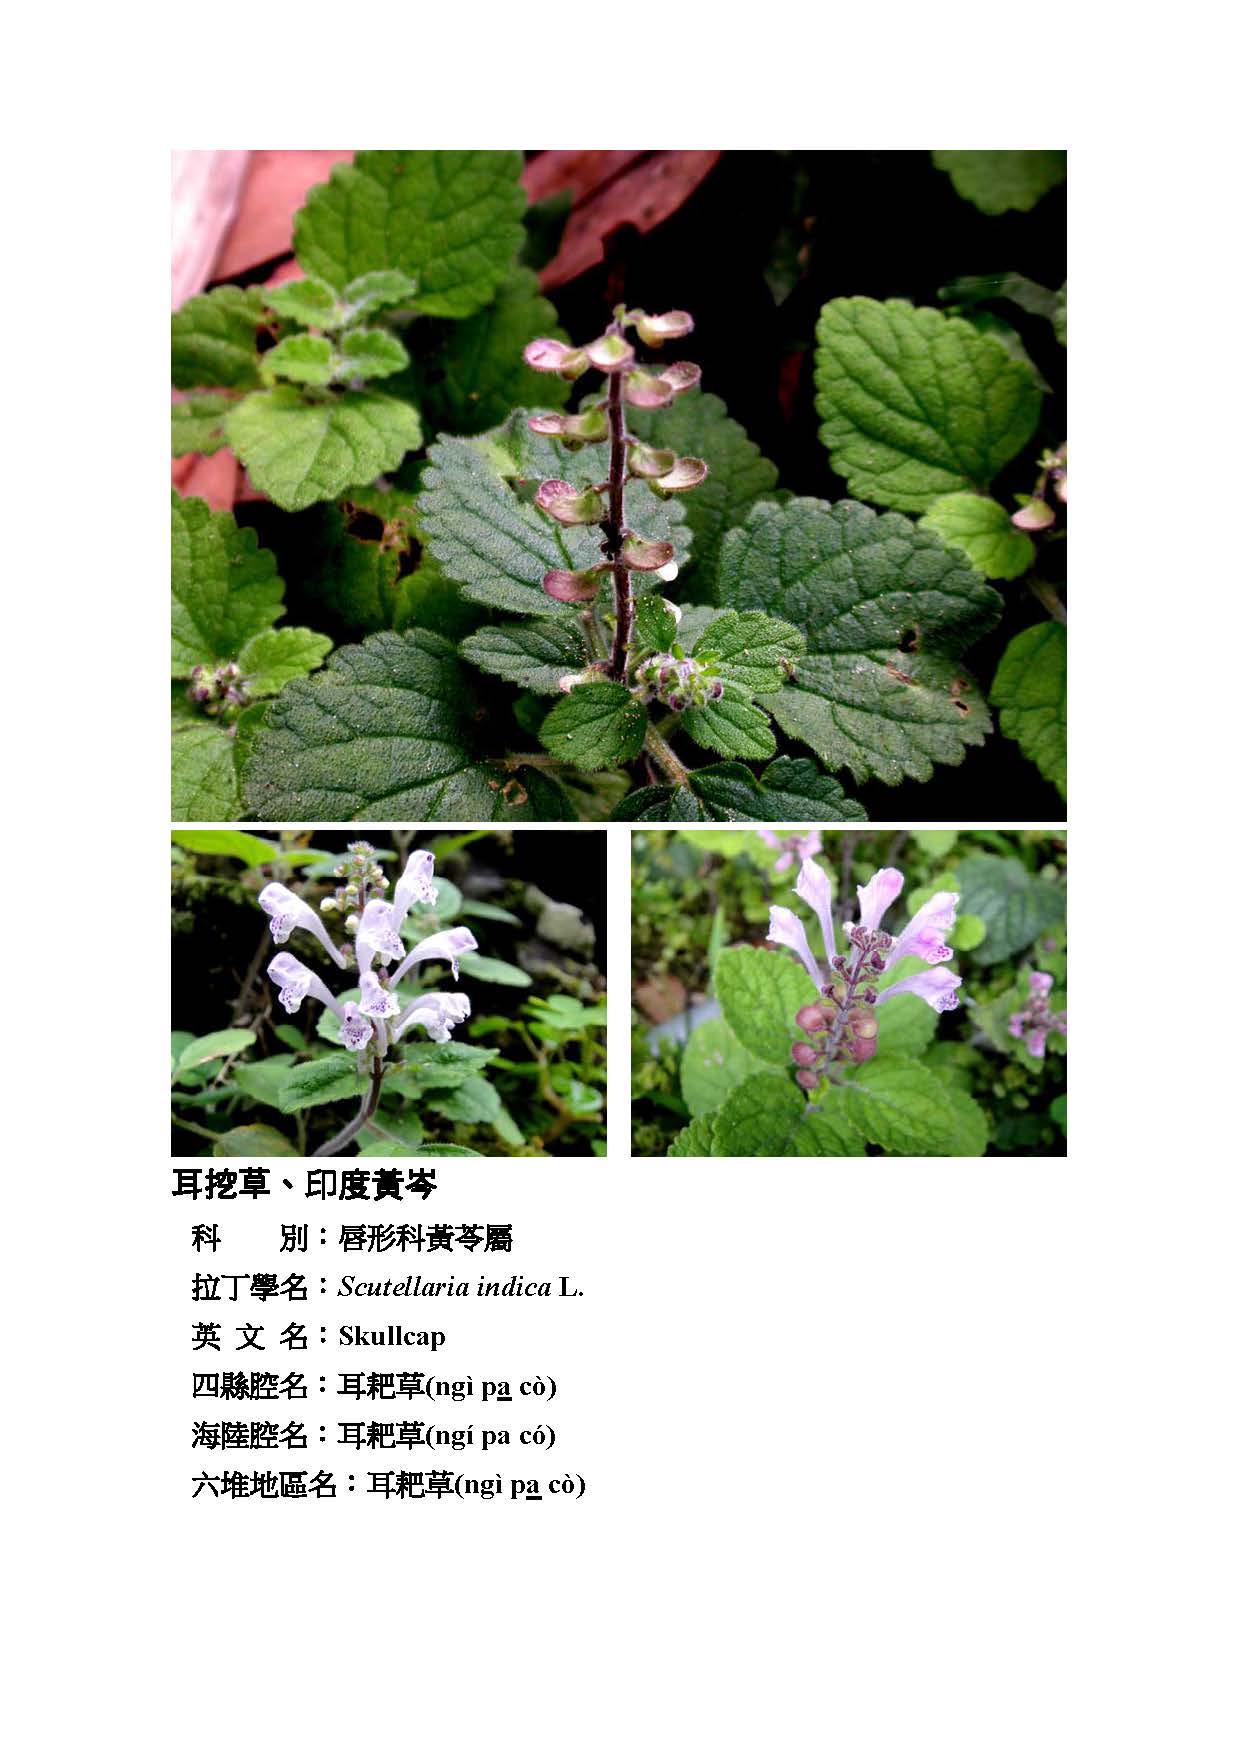 耳挖草、印度黃岑
科　　別：唇形科黃芩屬
拉丁學名：Scutellaria indica L.
英 文 名：Skullcap
四縣腔名：耳耙草(ngì pa cò)
海陸腔名：耳耙草(ngí pa có)
六堆地區名：耳耙草(ngì pa cò)